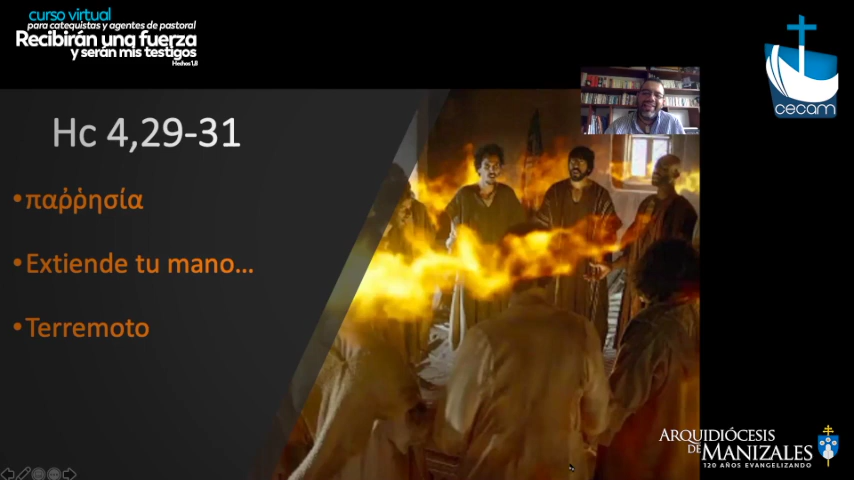 curso virtual
para catequistas y agentes de pastoral
Recibirán una fuerza
y serán mis testigos
Hechos 1,8
cecam
Hc 4,29-31
•παῤῥησία
•Extiende tu mano...
•Terremoto
ARQUIDIÓCESIS
DE MANIZALES
120 AÑOS EVANGELIZANDO